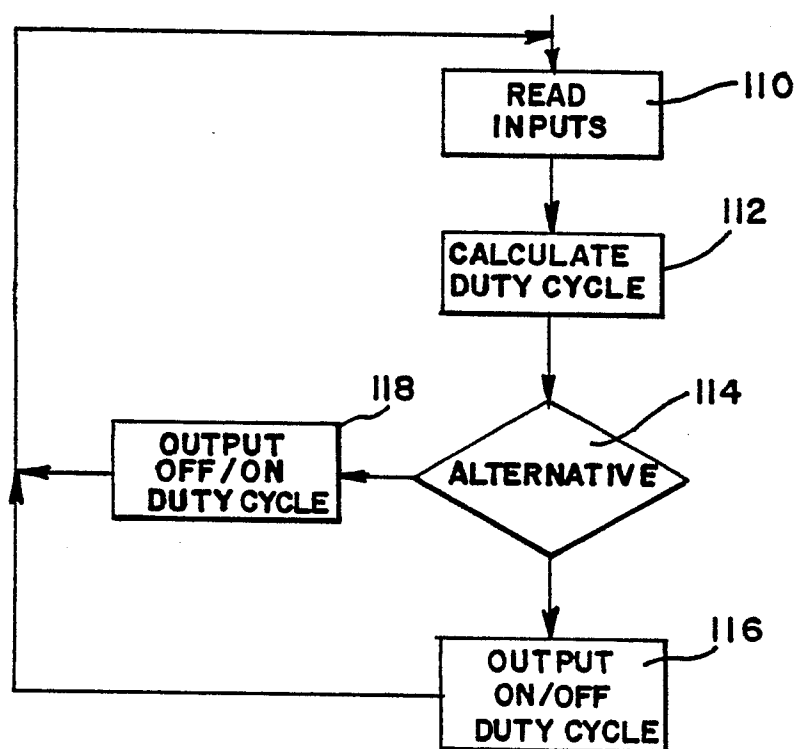 READ
INPUTS
110
112
CALCULATE
DUTY CYCLE
118
114
OUTPUT
OFF/ON
DUTY CYCLE
ALTERNATIVE
116
OUTPUT
ON/OFF
DUTY CYCLE